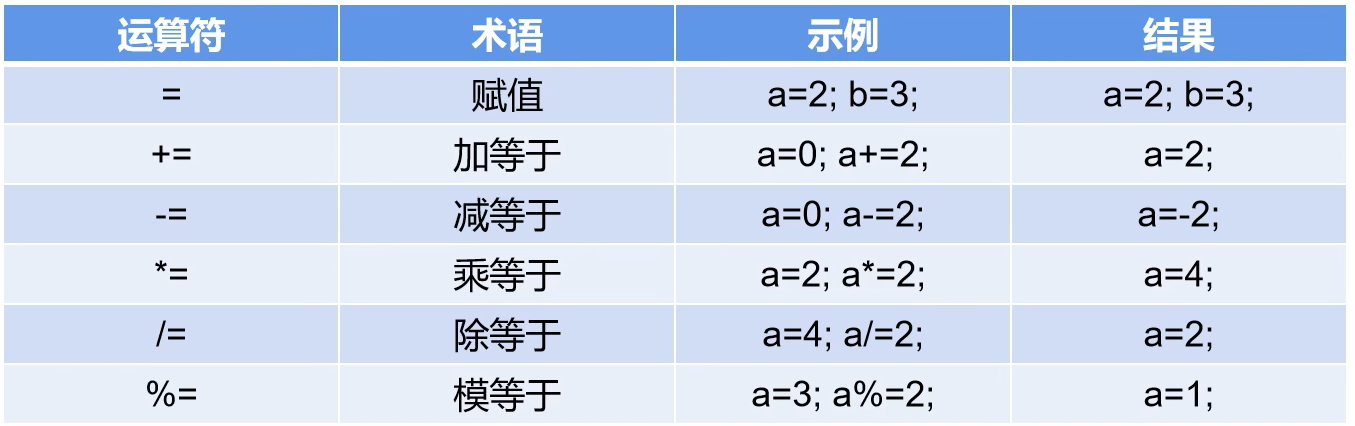 运算符 术语 示例 结果
= 赋值 a=2; b=3; a=2; b=3;
+= 加等于 a=0; a+=2; a=2;
-= 减等于 a=0; a-=2; a=-2;
*= 乘等于 a=2; a*=2; a=4;
/= 除等于 a=4; a/=2; a=2;
%= 模等于 a=3; a%=2; a=1;